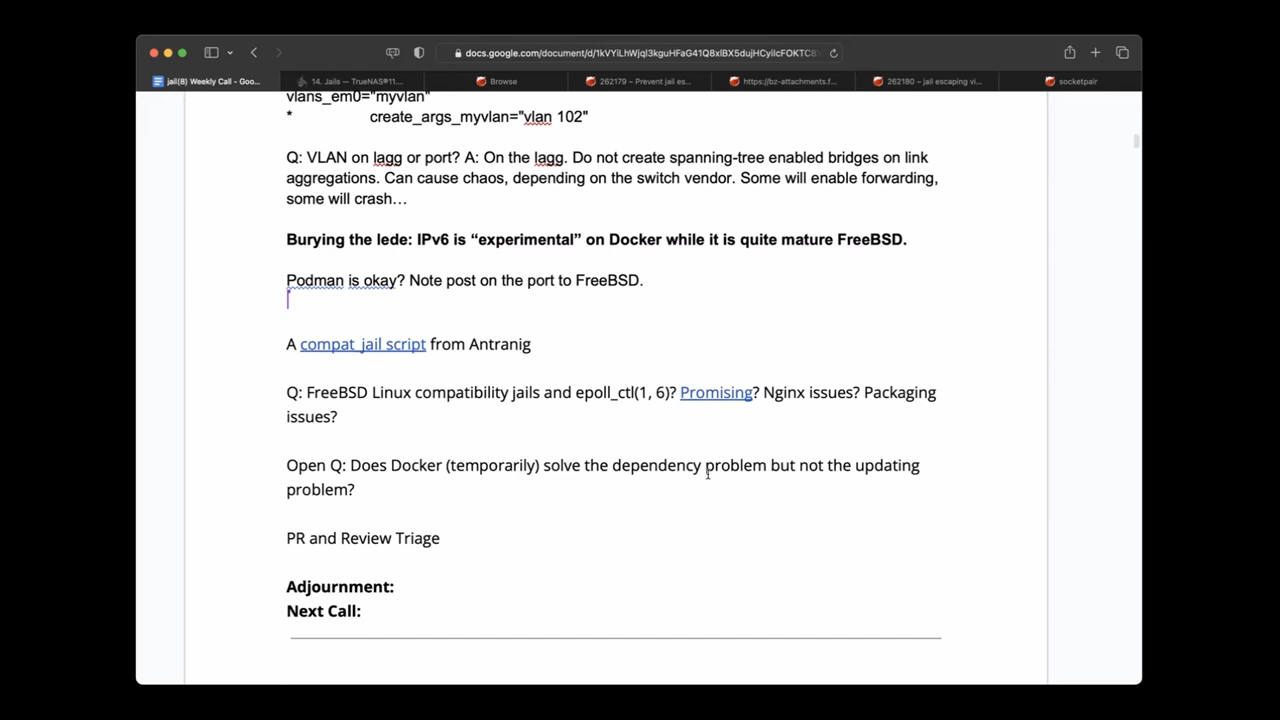 docs.google.com/document/d/1kVYiLhWjql3kguHFaG41Q8xlBX5dujHCyilcFOKTCB
jail(8) Weekly Call - Goo...
14. Jails — TrueNAS®11....
Browse
262179 – Prevent jail es...
https://bz-attachments.f...
262180 – jail escaping vi...
socketpair
vlans_em0="myvlan"
* create_args_myvlan="vlan 102"
Q: VLAN on lagg or port? A: On the lagg. Do not create spanning-tree enabled bridges on link
aggregations. Can cause chaos, depending on the switch vendor. Some will enable forwarding,
some will crash…
Burying the lede: IPv6 is “experimental” on Docker while it is quite mature FreeBSD.
Podman is okay? Note post on the port to FreeBSD.
A compat_jail script from Antranig
Q: FreeBSD Linux compatibility jails and epoll_ctl(1, 6)? Promising? Nginx issues? Packaging
issues?
Open Q: Does Docker (temporarily) solve the dependency problem but not the updating
problem?
PR and Review Triage
Adjournment:
Next Call: